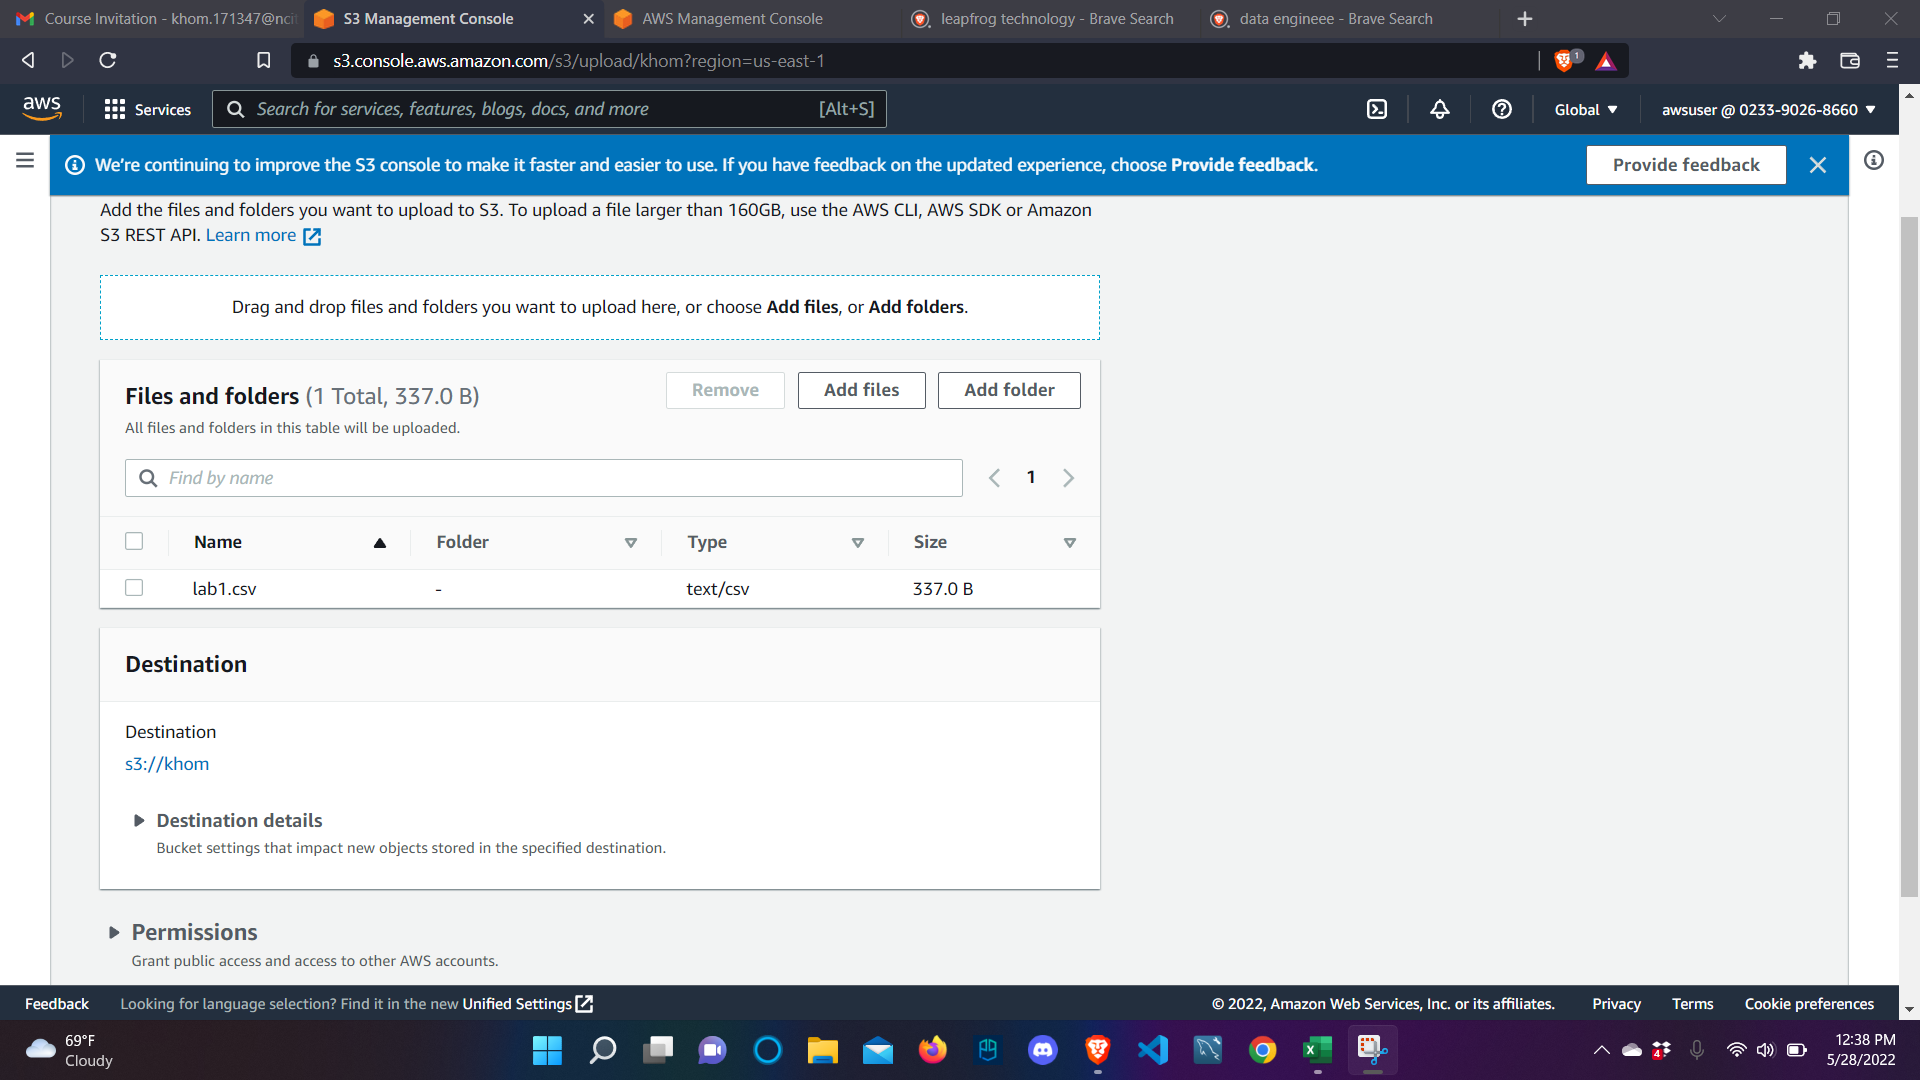 Course Invitation - khom.171347@ncit
S3 Management Console
AWS Management Console
leapfrog technology - Brave Search
data engineee - Brave Search
s3.console.aws.amazon.com/s3/upload/khom?region=us-east-1
1
aws
Services
Search for services, features, blogs, docs, and more
[Alt+S]
Global
awsuser @ 0233-9026-8660
We're continuing to improve the S3 console to make it faster and easier to use. If you have feedback on the updated experience, choose Provide feedback.
Provide feedback
Add the files and folders you want to upload to S3. To upload a file larger than 160GB, use the AWS CLI, AWS SDK or Amazon
S3 REST API. Learn more
Drag and drop files and folders you want to upload here, or choose Add files, or Add folders.
Files and folders (1 Total, 337.0 B)
Remove
Add files
Add folder
All files and folders in this table will be uploaded.
Find by name
1
Name Folder Type Size
lab1.csv - text/csv 337.0 B
Destination
Destination
s3://khom
Destination details
Bucket settings that impact new objects stored in the specified destination.
Permissions
Grant public access and access to other AWS accounts.
Feedback
Looking for language selection? Find it in the new Unified Settings
© 2022, Amazon Web Services, Inc. or its affiliates.
Privacy
Terms
Cookie preferences
69°F
Cloudy
4
12:38 PM
5/28/2022